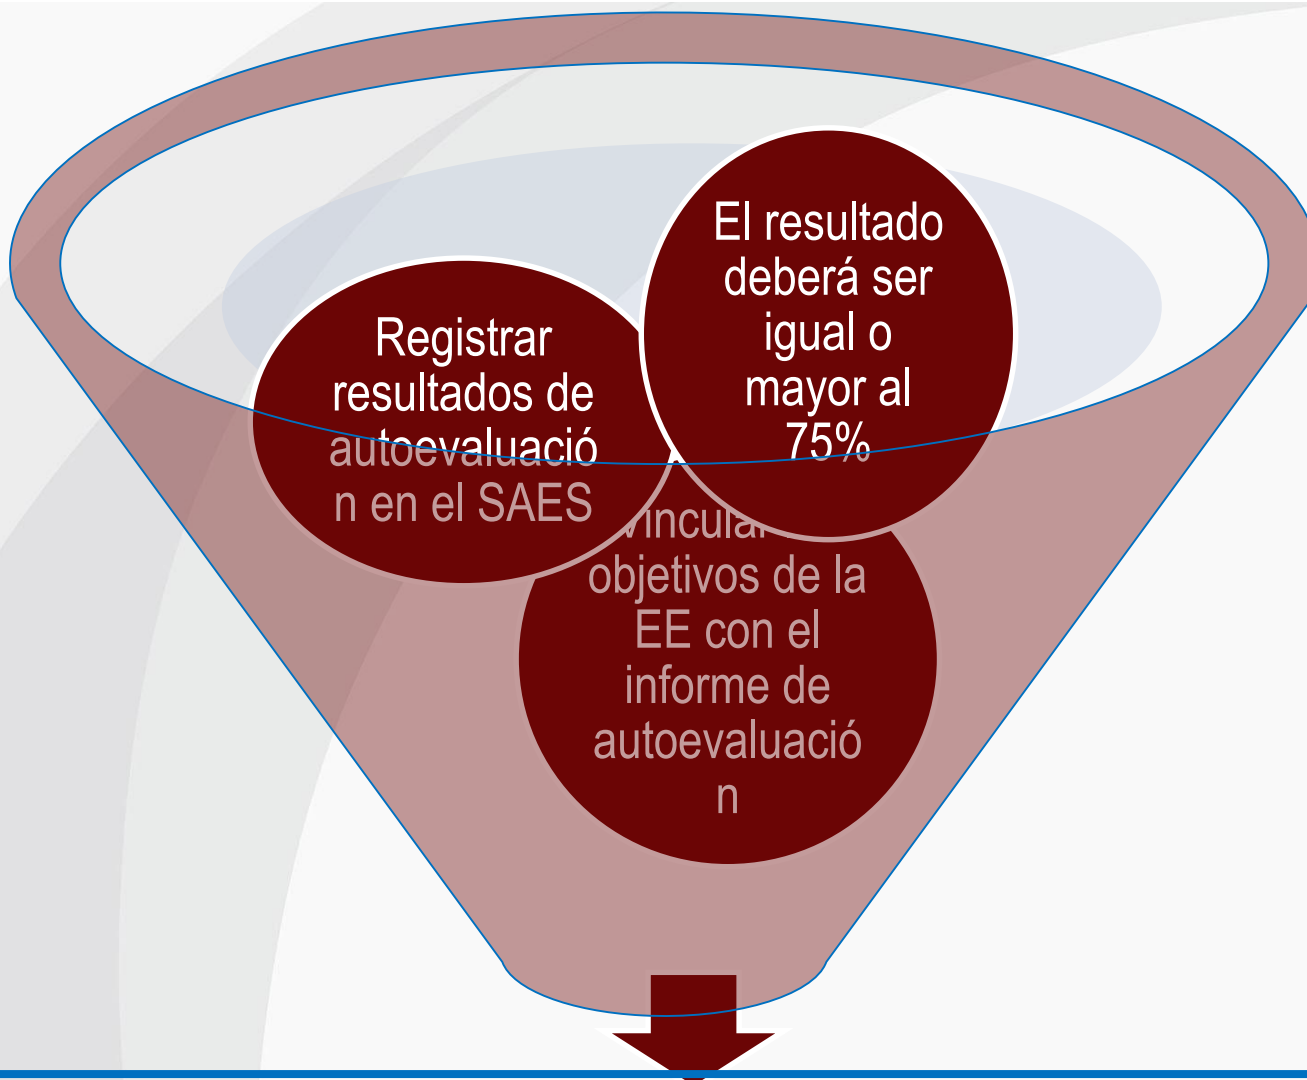 El resultado
deberá ser
igual o
mayor al
75%
Registrar
resultados de
autoevaluació
n en el SAES
Vincular
objetivos de la
EE con el
informe de
autoevaluació
n